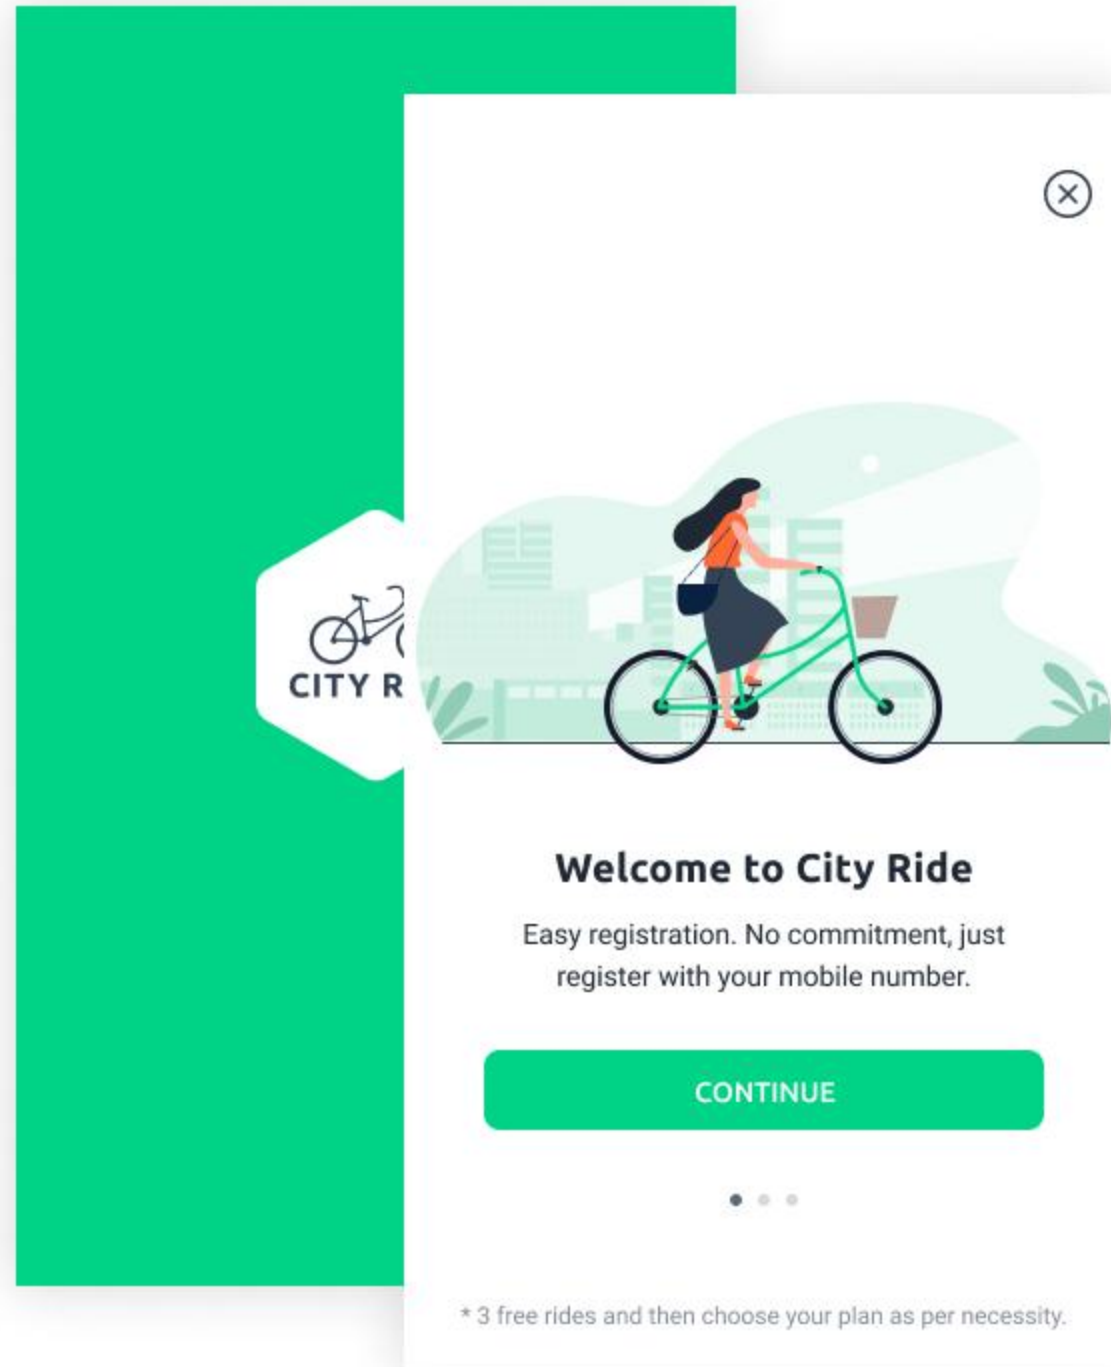 CITY R
Welcome to City Ride
Easy registration. No commitment, just
register with your mobile number.
CONTINUE
* 3 free rides and then choose your plan as per necessity.